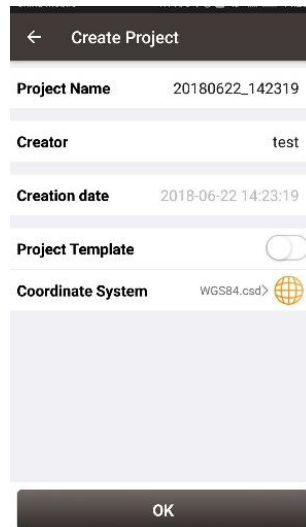 ← Create Project
Project Name 20180622_142319
Creator test
Creation date 2018-06-22 14:23:19
Project Template
Coordinate System WGS84.csd>
OK